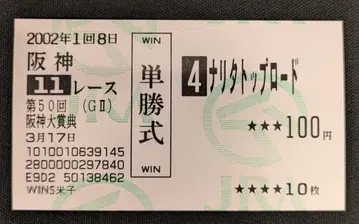 2002年1回8日
阪神
11 レース
第50回 (GⅡ)
阪神大賞典
3月17日
1010010639145
2800000297840
E9D2 50138462
WINS米子
WIN
単勝式
WIN
4 ナリタトップロード
★★★100円
★★★★10枚
JRA